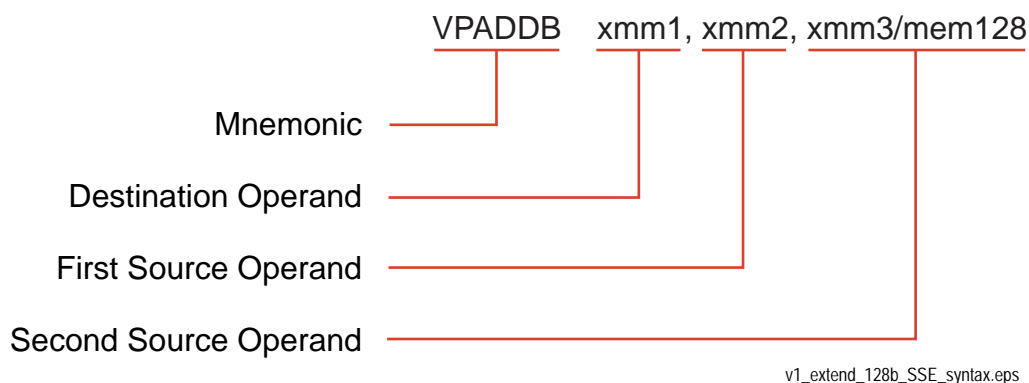 VPADDB xmm1, xmm2, xmm3/mem128
Mnemonic
Destination Operand
First Source Operand
Second Source Operand
v1_extend_128b_SSE_syntax.eps